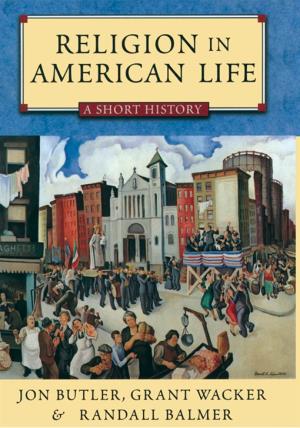 RELIGION IN
AMERICAN LIFE
A SHORT HISTORY
JON BUTLER, GRANT WACKER
& RANDALL BALMER